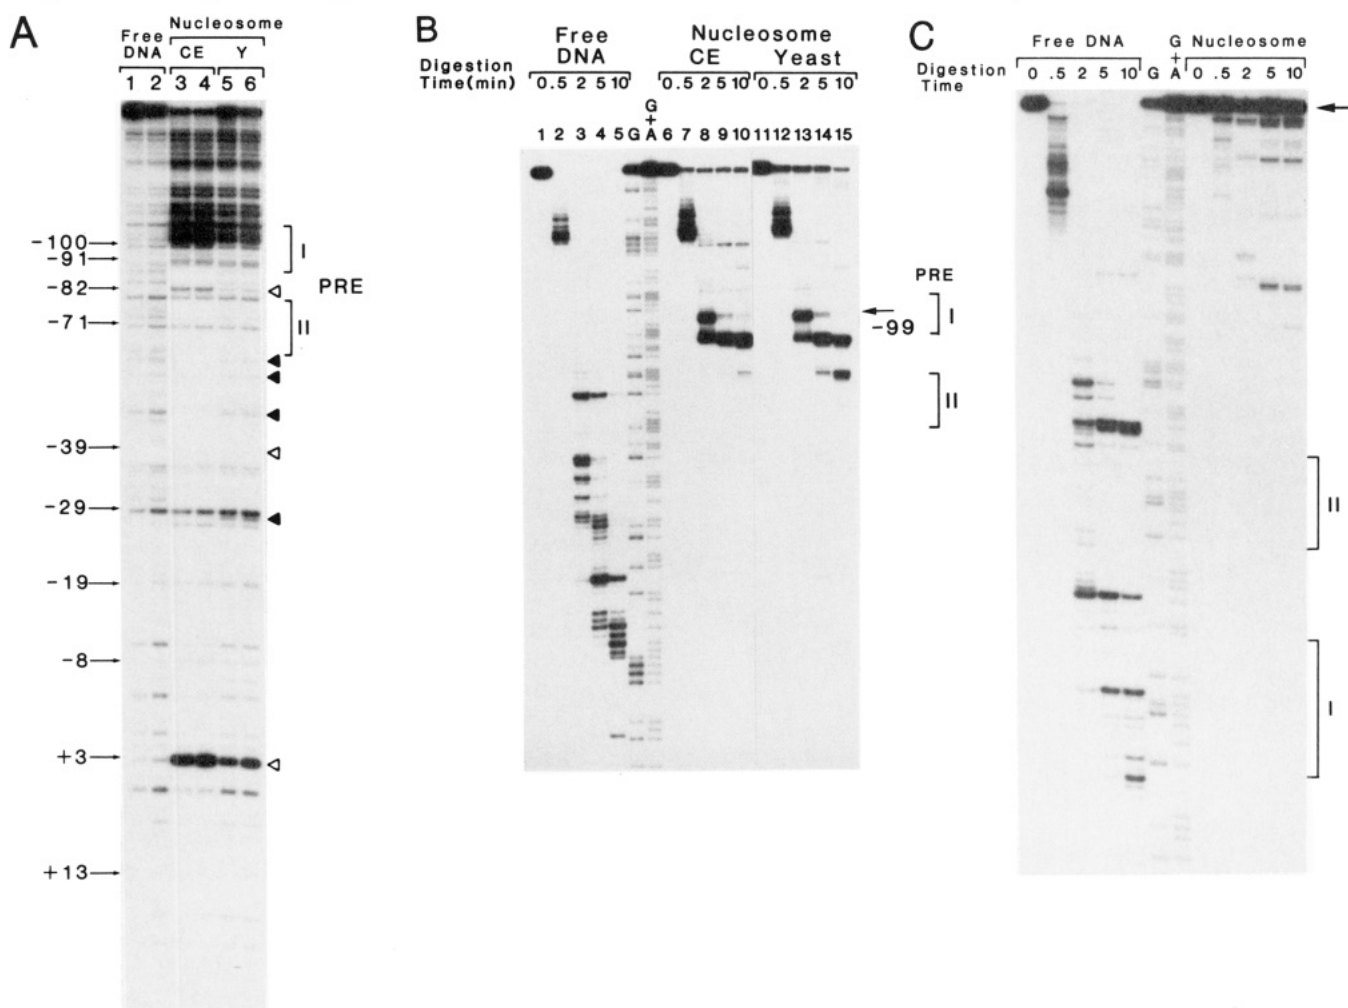 A
Nucleosome
Free DNA CE Y
1 2 3 4 5 6
-100
-91
-82
-71
-39
-29
-19
-8
+3
+13
I
PRE
II
B
Free DNA
Nucleosome
CE Yeast
Digestion Time(min)
0 .5 2 5 10 0 .5 2 5 10 0 .5 2 5 10
1 2 3 4 5 G G+A 6 7 8 9 10 11 12 13 14 15
PRE
I
-99
II
C
Free DNA G+A Nucleosome
Digestion Time
0 .5 2 5 10 G 0 .5 2 5 10
II
I